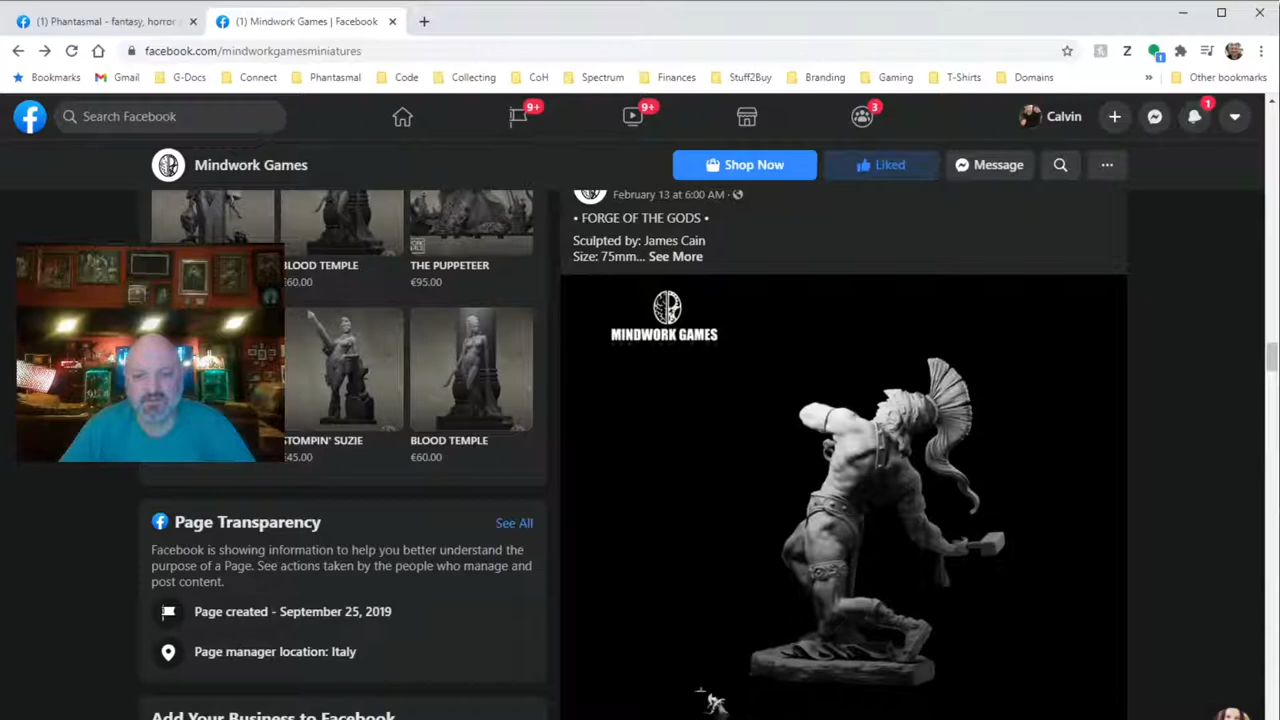 (1) Phantasmal - fantasy, horror
(1) Mindwork Games | Facebook
facebook.com/mindworkgamesminiatures
Z
1
Bookmarks
Gmail
G-Docs
Connect
Phantasmal
Code
Collecting
CoH
Spectrum
Finances
Stuff2Buy
Branding
Gaming
T-Shirts
Domains
»
Other bookmarks
Search Facebook
9+
9+
3
Calvin
1
Mindwork Games
Shop Now
Liked
Message
February 13 at 6:00 AM ·
• FORGE OF THE GODS •
Sculpted by: James Cain
Size: 75mm... See More
BLOOD TEMPLE
€60.00
THE PUPPETEER
€95.00
STOMPIN' SUZIE
€45.00
BLOOD TEMPLE
€60.00
MINDWORK GAMES
Page Transparency
See All
Facebook is showing information to help you better understand the
purpose of a Page. See actions taken by the people who manage and
post content.
Page created - September 25, 2019
Page manager location: Italy
Add Your Business to Facebook